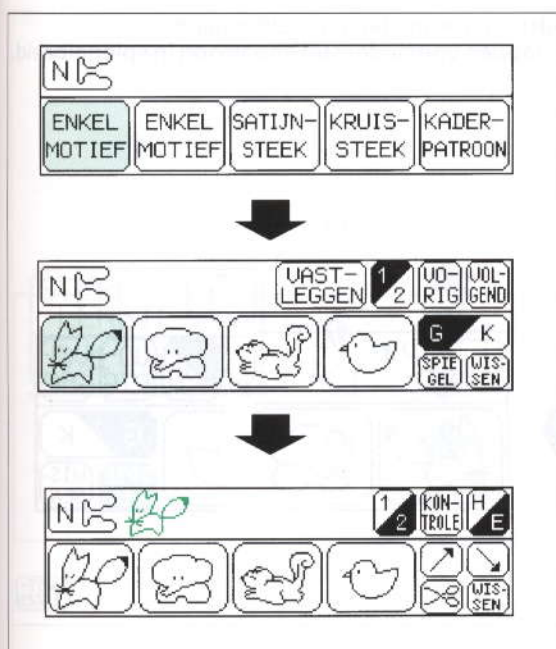 N
ENKEL MOTIEF
ENKEL MOTIEF
SATIJN-STEEK
KRUIS-STEEK
KADER-PATROON
N
VAST-LEGGEN
1/2
VO-RIG
VOL-GEND
G K
SPIE GEL
WIS-SEN
N
1/2
KON-TROLE
H/E
WIS-SEN